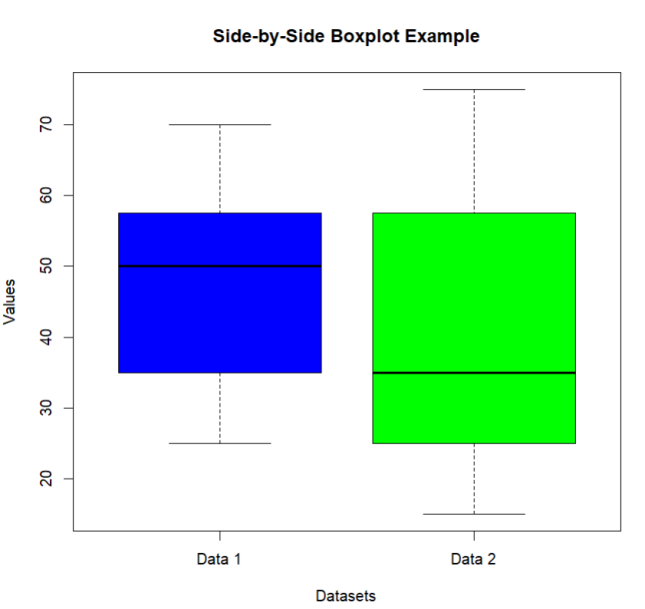 Side-by-Side Boxplot Example
70
60
50
40
30
20
Values
Data 1
Data 2
Datasets